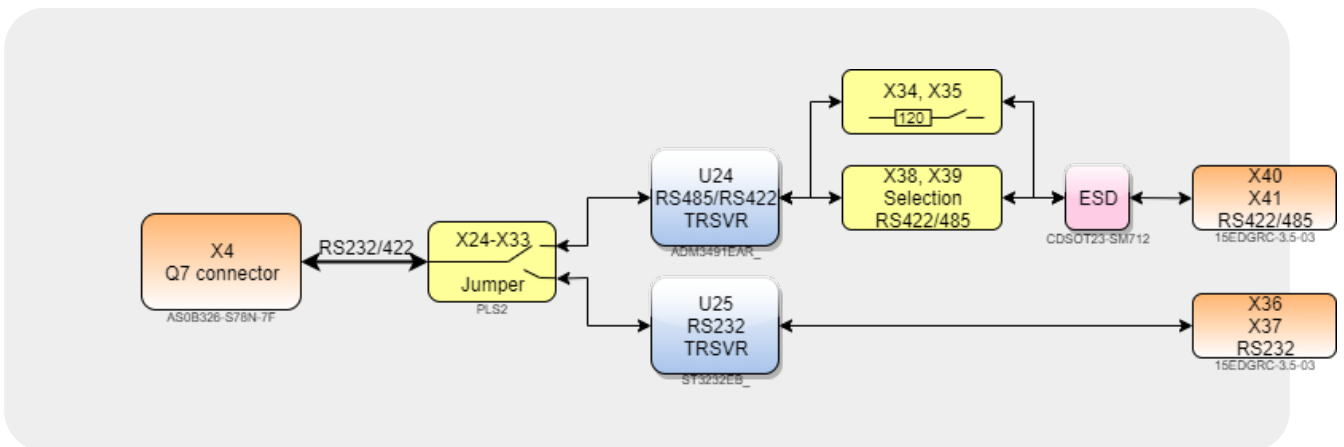 X34, X35
120
X38, X39
Selection
RS422/485
U24
RS485/RS422
TRSVR
ADM3491EAR_
ESD
CDSOT23-SM712
X40
X41
RS422/485
15EDGRC-3.5-03
X4
Q7 connector
AS0B326-S78N-7F
RS232/422
X24-X33
Jumper
PLS2
U25
RS232
TRSVR
ST3232EB_
X36
X37
RS232
15EDGRC-3.5-03